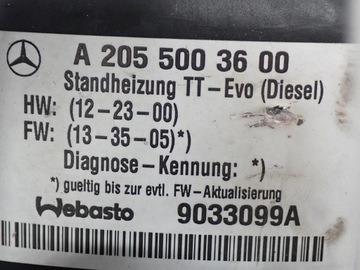 A 205 500 36 00
Standheizung TT-Evo (Diesel)
HW: (12-23-00)
FW: (13-35-05)*)
Diagnose-Kennung: *)
*) gueltig bis zur evtl. FW-Aktualisierung
Webasto 9033099A